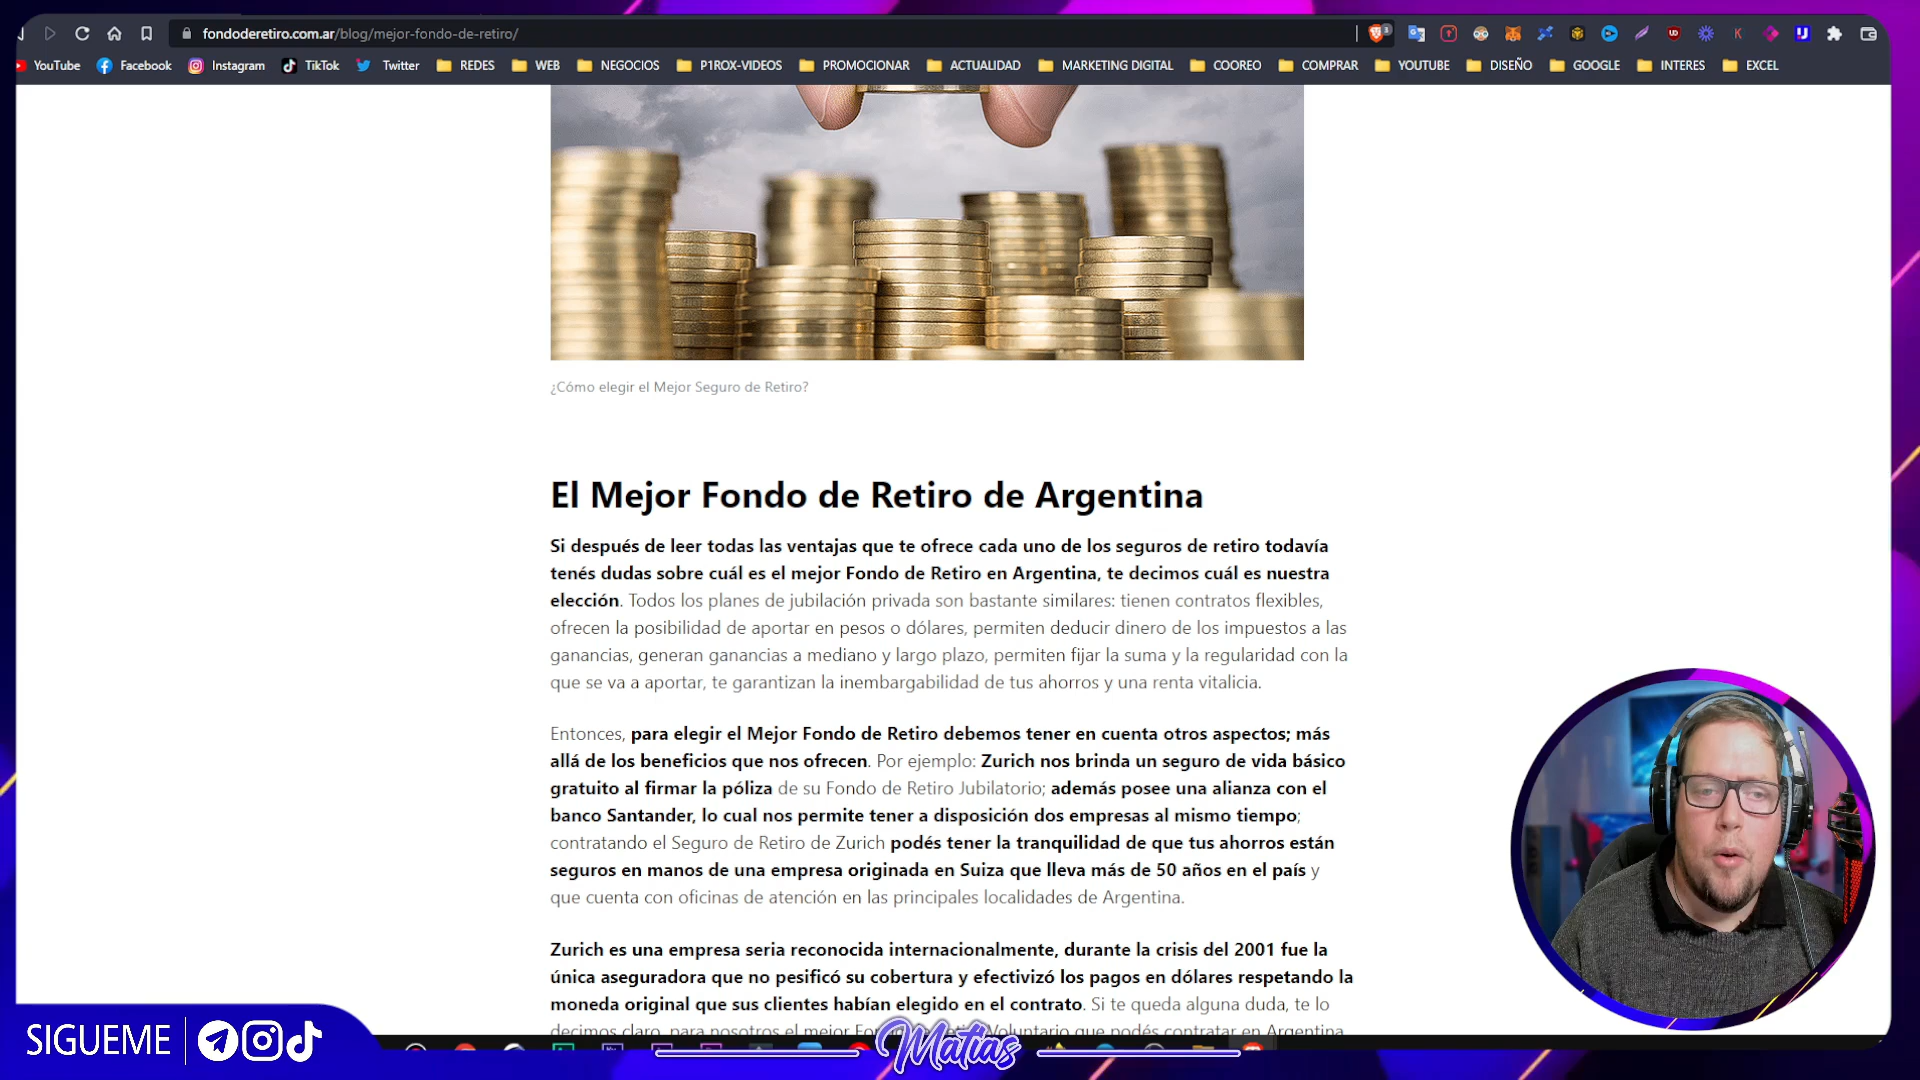 fondoderetiro.com.ar/blog/mejor-fondo-de-retiro/
YouTube Facebook Instagram TikTok Twitter REDES WEB NEGOCIOS P1ROX-VIDEOS PROMOCIONAR ACTUALIDAD MARKETING DIGITAL COOREO COMPRAR YOUTUBE DISEÑO GOOGLE INTERES EXCEL
¿Cómo elegir el Mejor Seguro de Retiro?
El Mejor Fondo de Retiro de Argentina
Si después de leer todas las ventajas que te ofrece cada uno de los seguros de retiro todavía
tenés dudas sobre cuál es el mejor Fondo de Retiro en Argentina, te decimos cuál es nuestra
elección. Todos los planes de jubilación privada son bastante similares: tienen contratos flexibles,
ofrecen la posibilidad de aportar en pesos o dólares, permiten deducir dinero de los impuestos a las
ganancias, generan ganancias a mediano y largo plazo, permiten fijar la suma y la regularidad con la
que se va a aportar, te garantizan la inembargabilidad de tus ahorros y una renta vitalicia.
Entonces, para elegir el Mejor Fondo de Retiro debemos tener en cuenta otros aspectos; más
allá de los beneficios que nos ofrecen. Por ejemplo: Zurich nos brinda un seguro de vida básico
gratuito al firmar la póliza de su Fondo de Retiro Jubilatorio; además posee una alianza con el
banco Santander, lo cual nos permite tener a disposición dos empresas al mismo tiempo;
contratando el Seguro de Retiro de Zurich podés tener la tranquilidad de que tus ahorros están
seguros en manos de una empresa originada en Suiza que lleva más de 50 años en el país y
que cuenta con oficinas de atención en las principales localidades de Argentina.
Zurich es una empresa seria reconocida internacionalmente, durante la crisis del 2001 fue la
única aseguradora que no pesificó su cobertura y efectivizó los pagos en dólares respetando la
moneda original que sus clientes habían elegido en el contrato. Si te queda alguna duda, te lo
decimos claro, para nosotros el mejor Voluntario que podés contratar en Argentina
SIGUEME
Matias